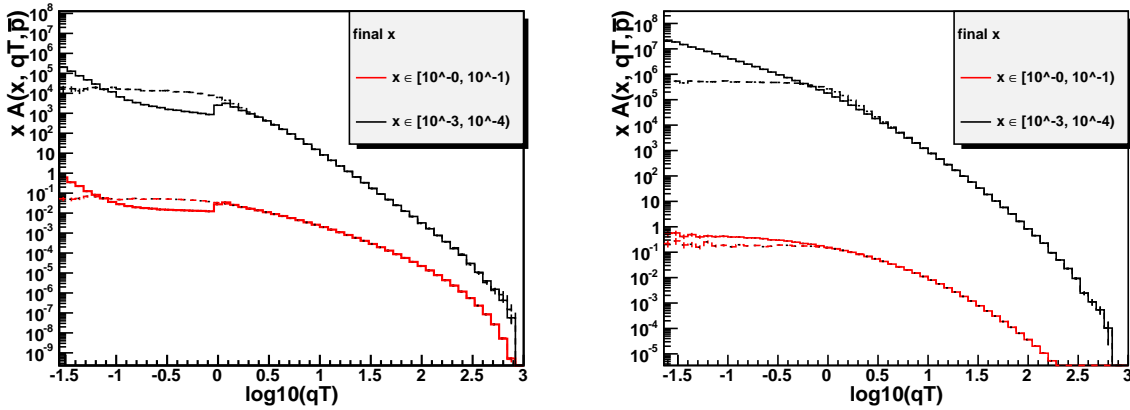 x A(x, qT,p̅)
10^8
10^7
10^6
10^5
10^4
10^3
10^2
10
1
10^-1
10^-2
10^-3
10^-4
10^-5
10^-6
10^-7
10^-8
10^-9
final x
x ∈ [10^-0, 10^-1)
x ∈ [10^-3, 10^-4)
-1.5 -1 -0.5 0 0.5 1 1.5 2 2.5 3
log10(qT)
x A(x, qT,p̅)
10^8
10^7
10^6
10^5
10^4
10^3
10^2
10
1
10^-1
10^-2
10^-3
10^-4
10^-5
final x
x ∈ [10^-0, 10^-1)
x ∈ [10^-3, 10^-4)
-1.5 -1 -0.5 0 0.5 1 1.5 2 2.5 3
log10(qT)